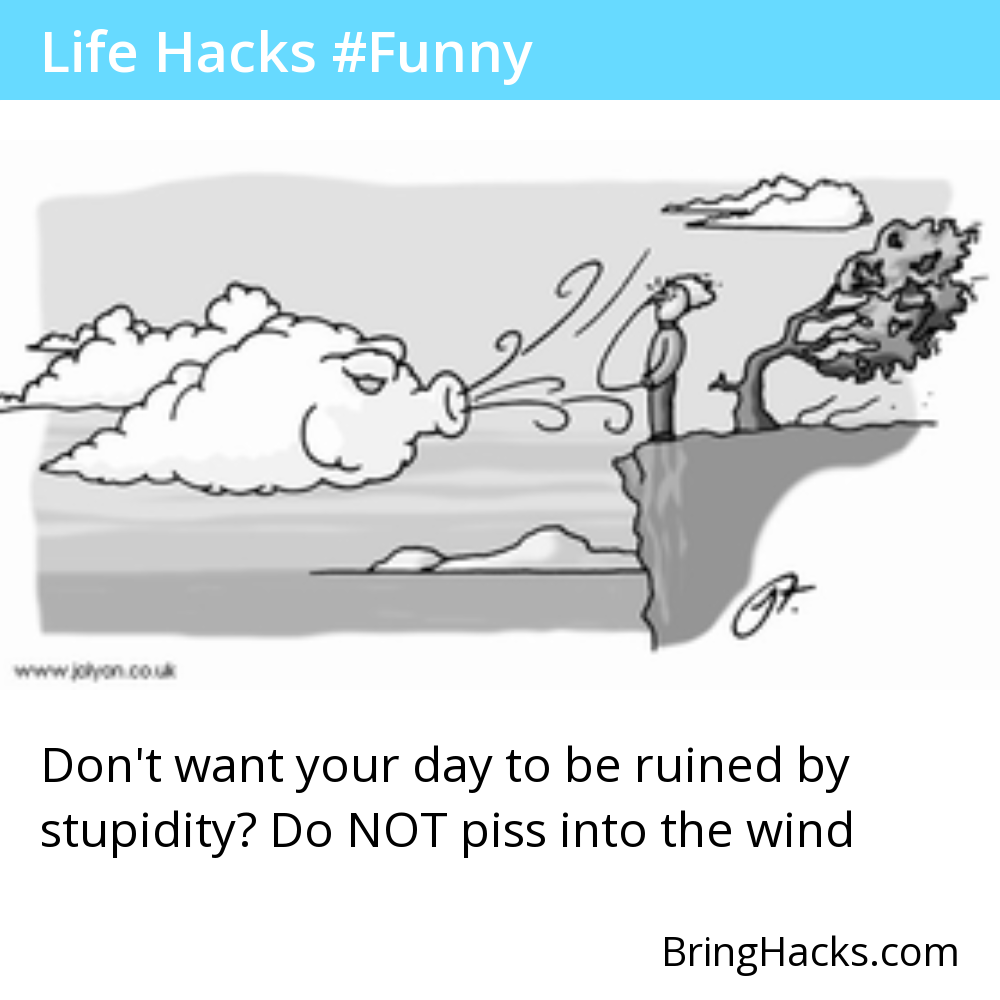 Life Hacks #Funny
www.jolyon.co.uk
Don't want your day to be ruined by
stupidity? Do NOT piss into the wind
BringHacks.com